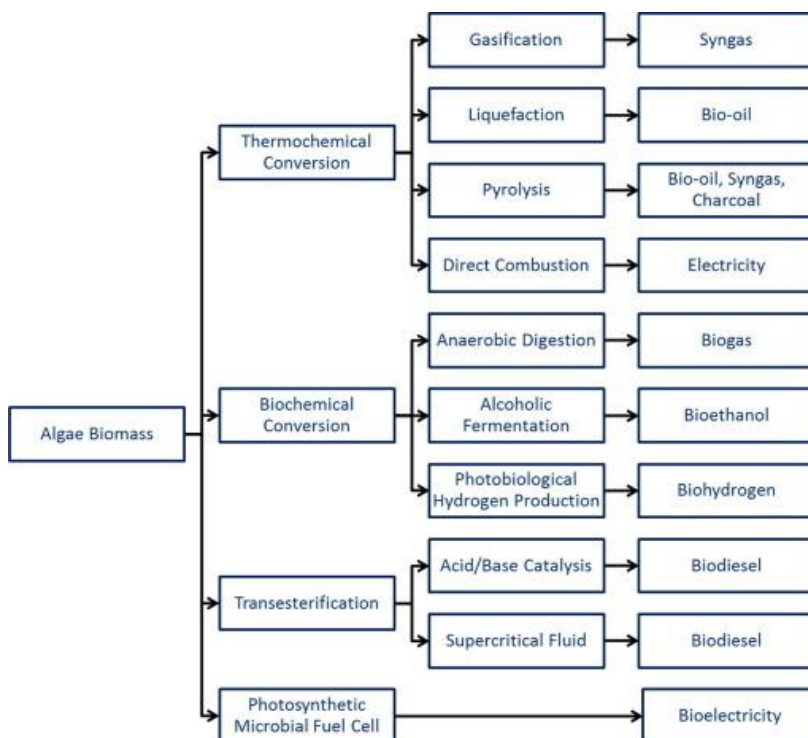 Gasification
Syngas
Liquefaction
Bio-oil
Thermochemical
Conversion
Pyrolysis
Bio-oil, Syngas,
Charcoal
Direct Combustion
Electricity
Anaerobic Digestion
Biogas
Algae Biomass
Biochemical
Conversion
Alcoholic
Fermentation
Bioethanol
Photobiological
Hydrogen Production
Biohydrogen
Acid/Base Catalysis
Biodiesel
Transesterification
Supercritical Fluid
Biodiesel
Photosynthetic
Microbial Fuel Cell
Bioelectricity